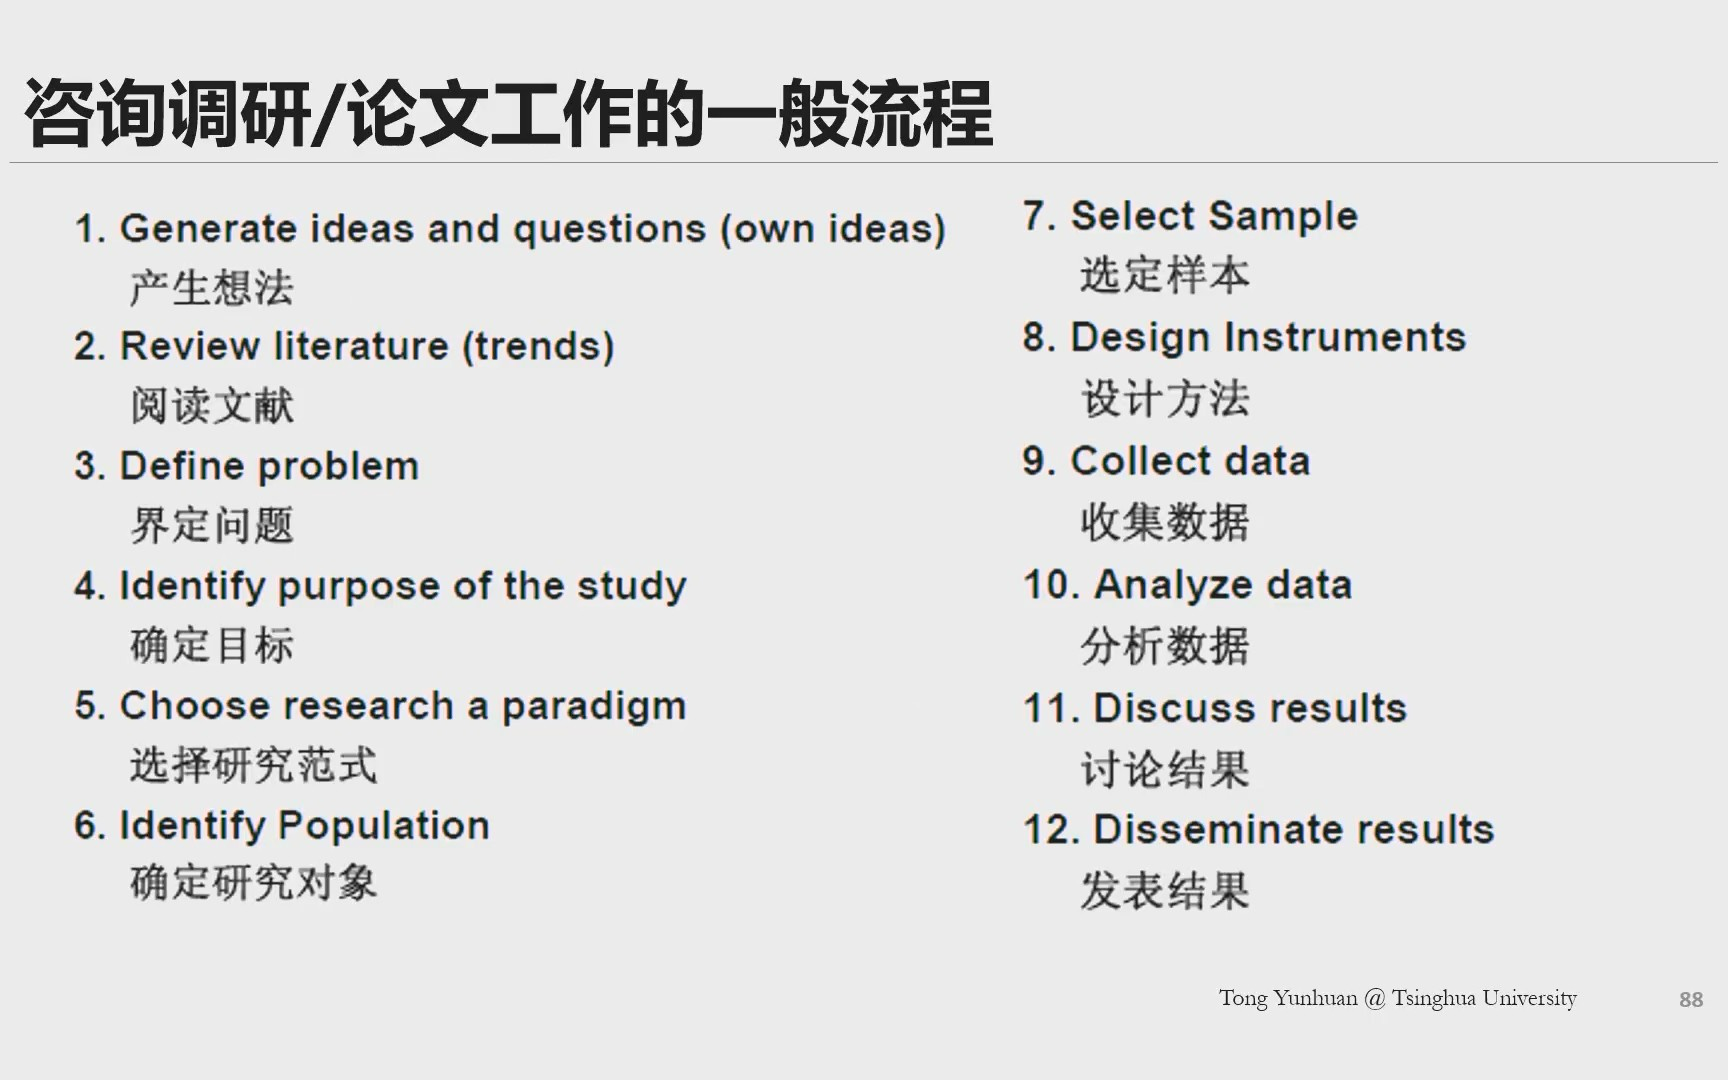 咨询调研/论文工作的一般流程
1. Generate ideas and questions (own ideas)
产生想法
2. Review literature (trends)
阅读文献
3. Define problem
界定问题
4. Identify purpose of the study
确定目标
5. Choose research a paradigm
选择研究范式
6. Identify Population
确定研究对象
7. Select Sample
选定样本
8. Design Instruments
设计方法
9. Collect data
收集数据
10. Analyze data
分析数据
11. Discuss results
讨论结果
12. Disseminate results
发表结果
Tong Yunhuan @ Tsinghua University
88